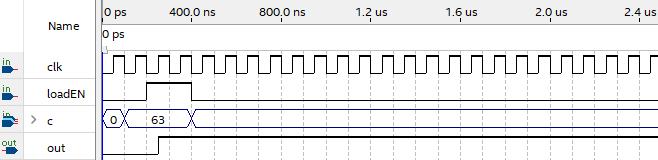 Name
0 ps 400.0 ns 800.0 ns 1.2 us 1.6 us 2.0 us 2.4 us
0 ps
in clk
in loadEN
in > c 0 63
out out